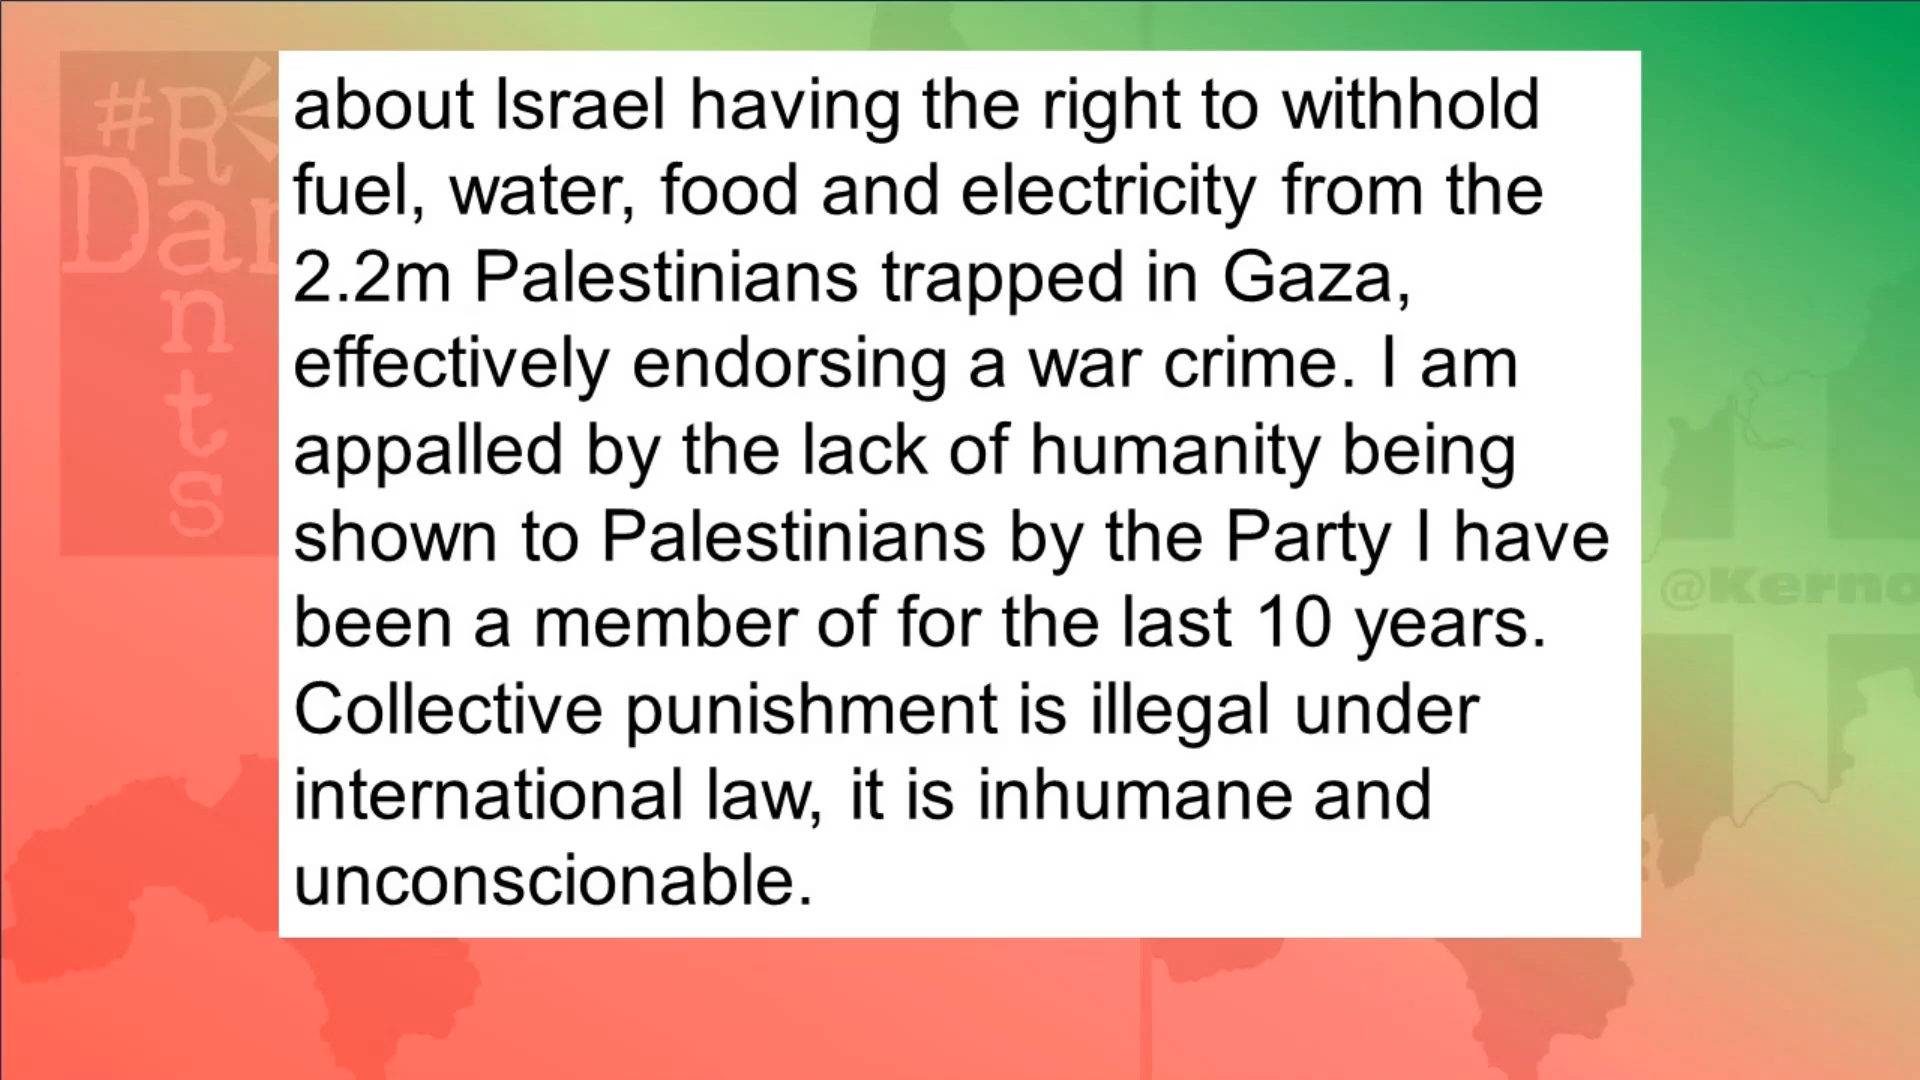 about Israel having the right to withhold
fuel, water, food and electricity from the
2.2m Palestinians trapped in Gaza,
effectively endorsing a war crime. I am
appalled by the lack of humanity being
shown to Palestinians by the Party I have
been a member of for the last 10 years.
Collective punishment is illegal under
international law, it is inhumane and
unconscionable.
#R
Dan
n
t
s
@Kerno